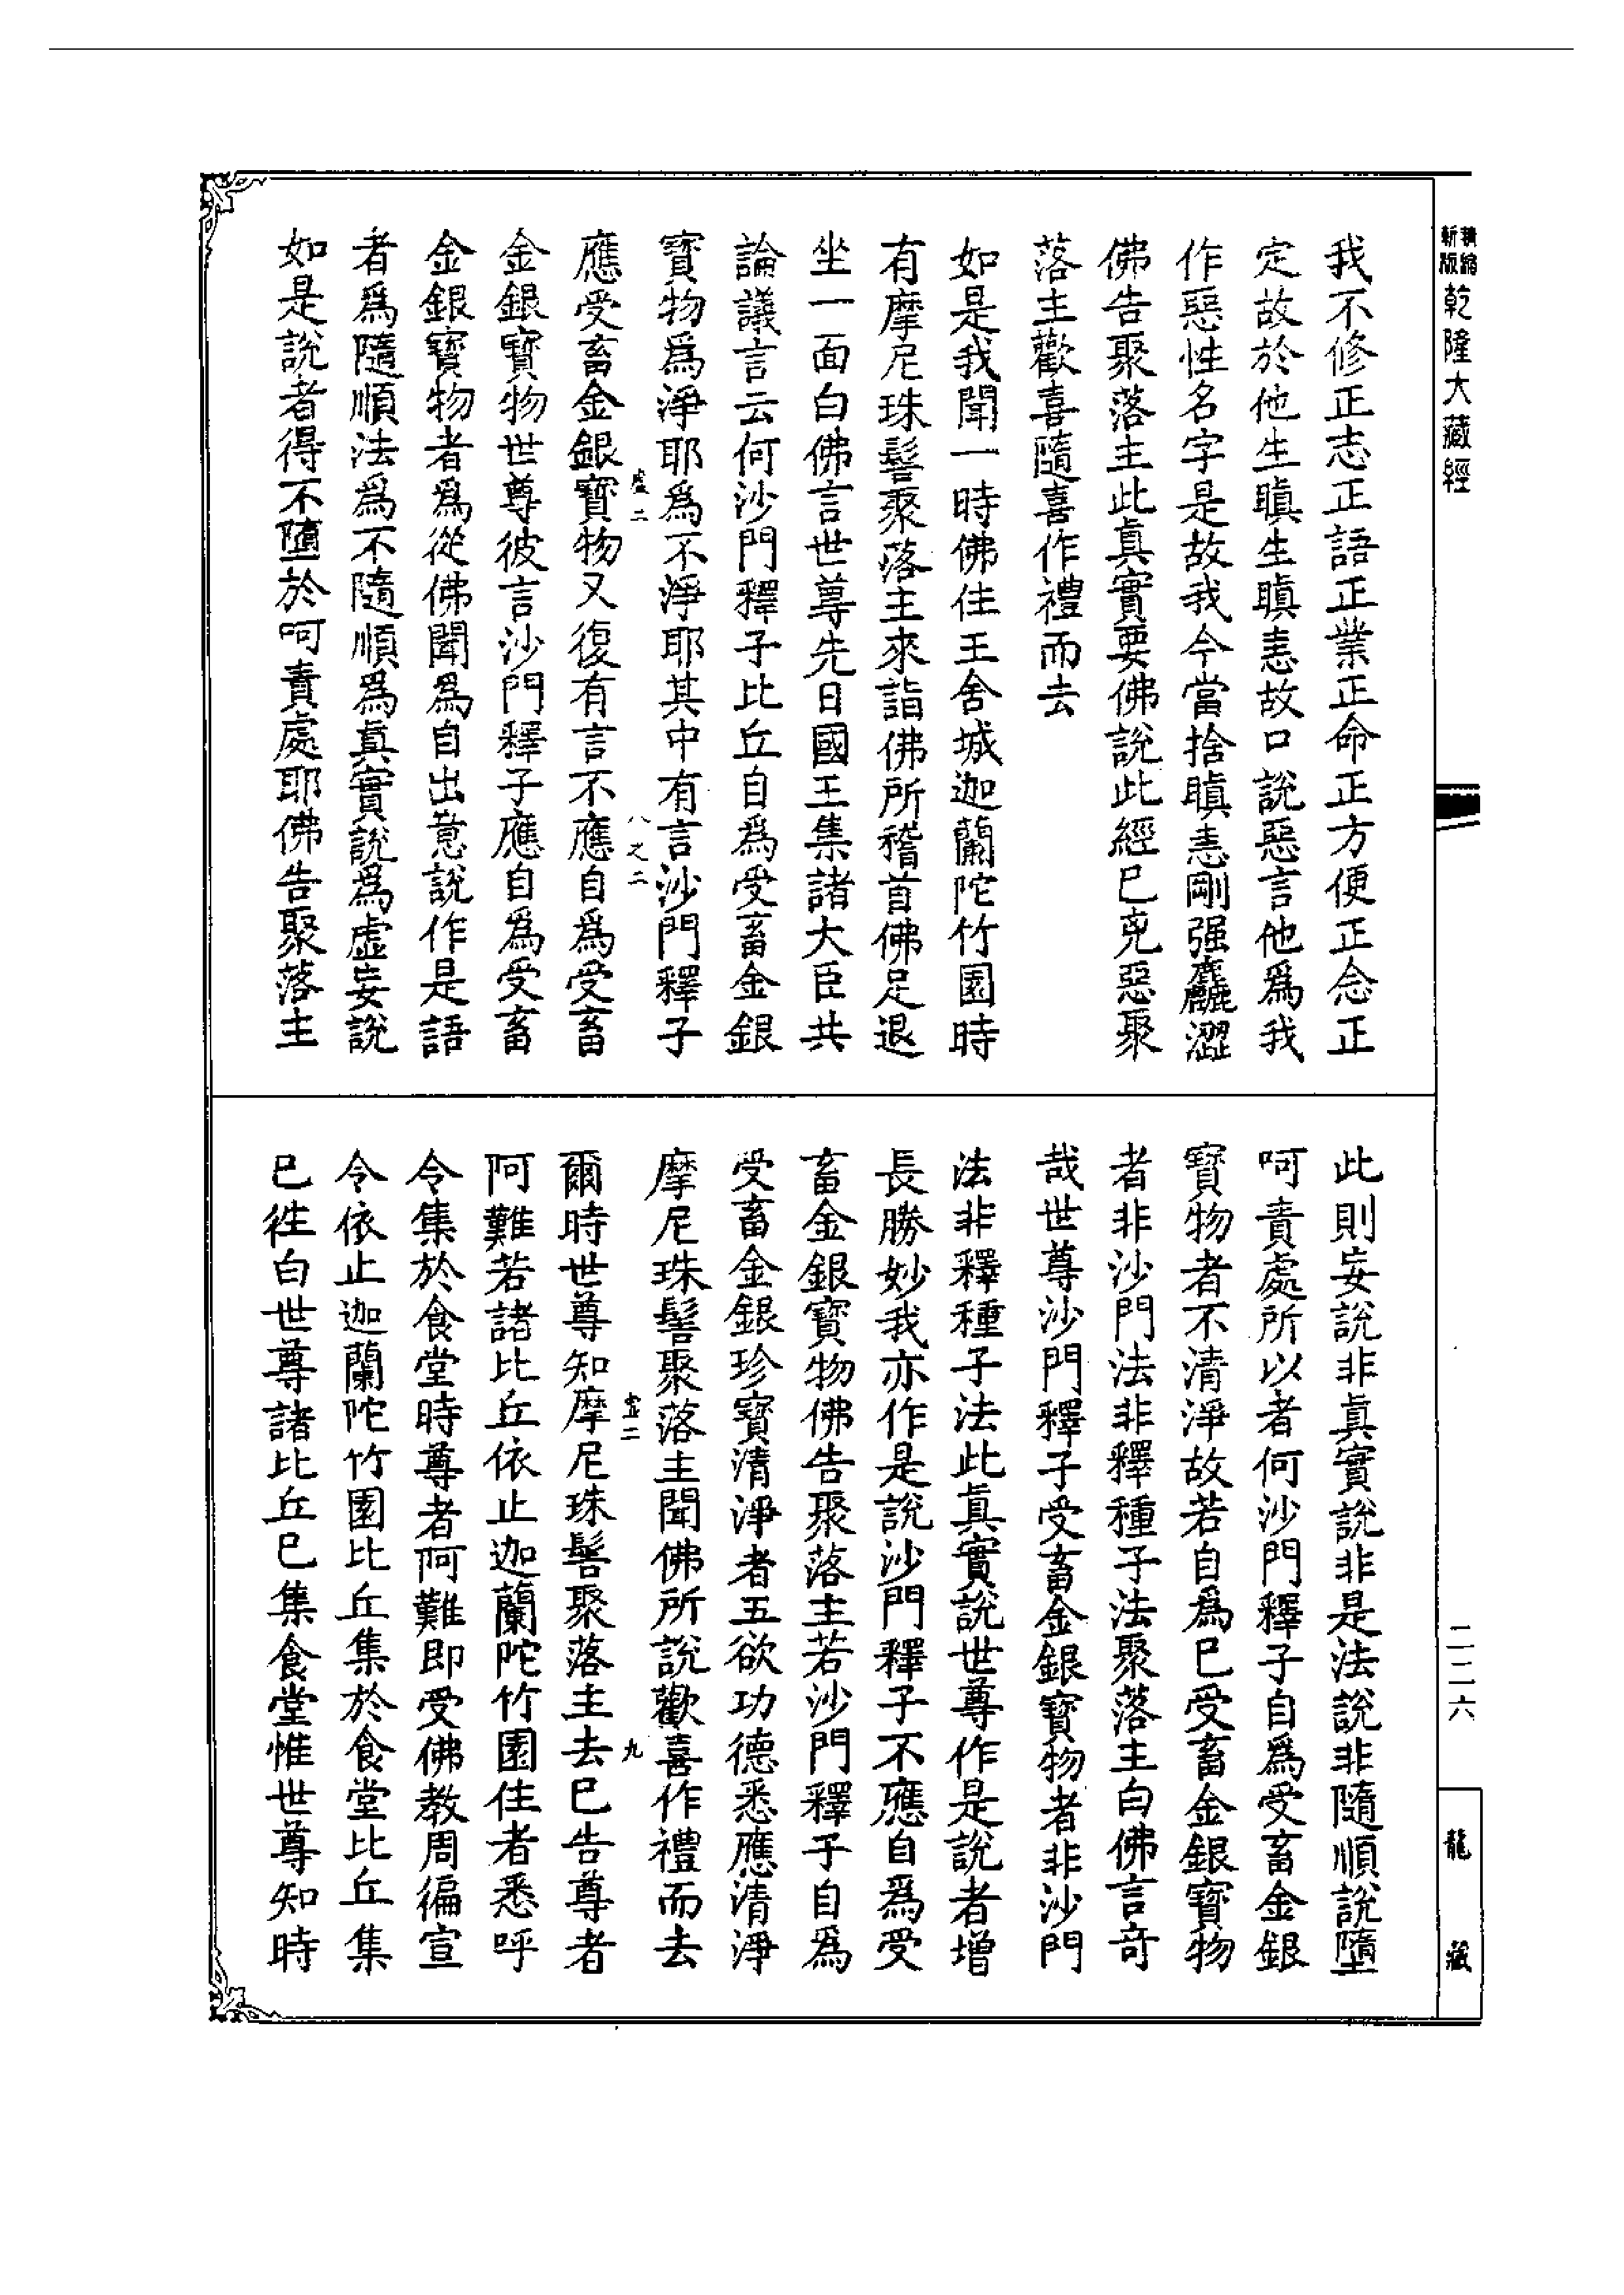 精縮
新版
乾隆大藏經
我不修正志正語正業正命正方便正念正
定故於他生瞋生瞋恚故口說惡言他爲我
作惡性名字是故我今當捨瞋恚剛强麤澀
佛告聚落主此眞實要佛說此經巳兇惡聚
落主歡喜隨喜作禮而去
如是我聞一時佛住王舍城迦蘭陀竹園時
有摩尼珠髻聚落主來詣佛所稽首佛足退
坐一面白佛言世尊先日國王集諸大臣共
論議言云何沙門釋子比丘自爲受畜金銀
寶物爲淨耶爲不淨耶其中有言沙門釋子
應受畜金銀寶物又復有言不應自爲受畜
金銀寶物世尊彼言沙門釋子應自爲受畜
金銀寶物者爲從佛聞爲自出意說作是語
者爲隨順法爲不隨順爲眞實說爲虛妄說
如是說者得不墮於呵責處耶佛告聚落主
此則妄說非眞實說非是法說非隨順說墮
呵責處所以者何沙門釋子自爲受畜金銀
寶物者不清淨故若自爲巳受畜金銀寶物
者非沙門法非釋種子法聚落主白佛言奇
哉世尊沙門釋子受畜金銀寶物者非沙門
法非釋種子法此眞實說世尊作是說者增
長勝妙我亦作是說沙門釋子不應自爲受
畜金銀寶物佛告聚落主若沙門釋子自爲
受畜金銀珍寶清淨者五欲功德悉應清淨
摩尼珠髻聚落主聞佛所說歡喜作禮而去
爾時世尊知摩尼珠髻聚落主去巳告尊者
阿難若諸比丘依止迦蘭陀竹園住者悉呼
令集於食堂時尊者阿難即受佛教周徧宣
令依止迦蘭陀竹園比丘集於食堂比丘集
巳徃白世尊諸比丘巳集食堂惟世尊知時
二二六
龍藏